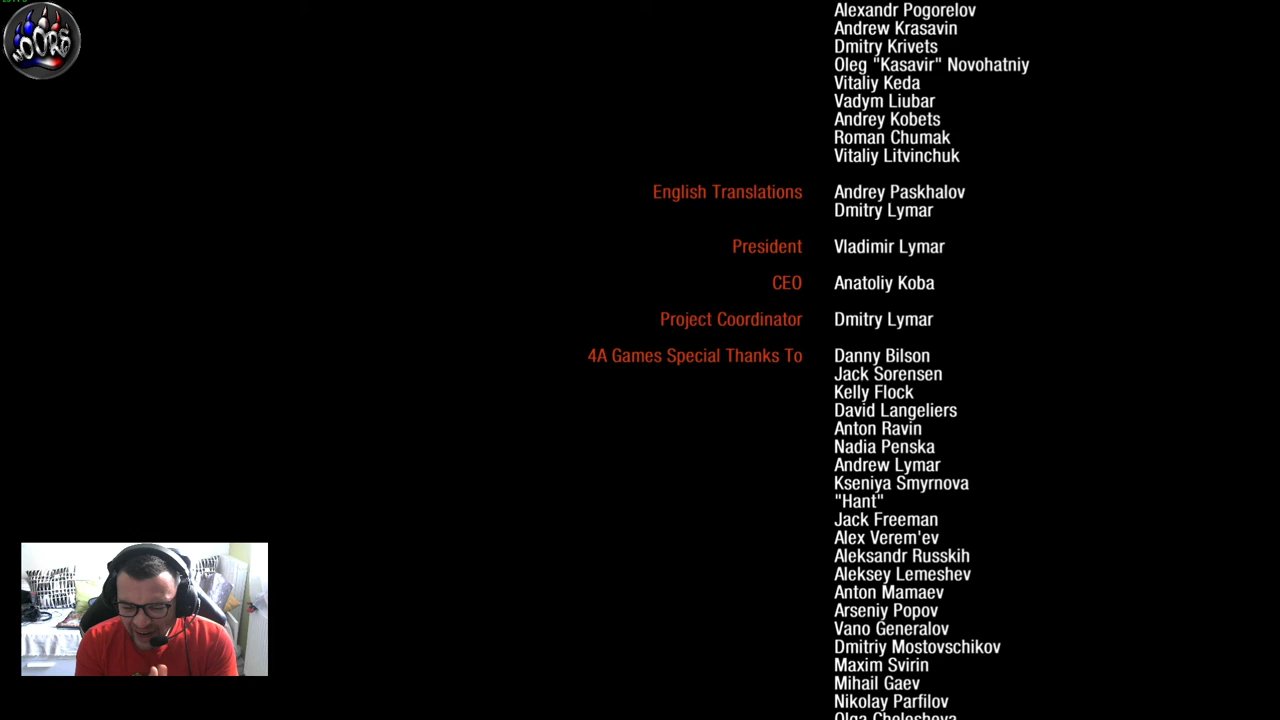 NOORD
Alexandr Pogorelov
Andrew Krasavin
Dmitry Krivets
Oleg "Kasavir" Novohatniy
Vitaliy Keda
Vadym Liubar
Andrey Kobets
Roman Chumak
Vitaliy Litvinchuk
English Translations Andrey Paskhalov
Dmitry Lymar
President Vladimir Lymar
CEO Anatoliy Koba
Project Coordinator Dmitry Lymar
4A Games Special Thanks To Danny Bilson
Jack Sorensen
Kelly Flock
David Langeliers
Anton Ravin
Nadia Penska
Andrew Lymar
Kseniya Smyrnova
"Hant"
Jack Freeman
Alex Verem'ev
Aleksandr Russkih
Aleksey Lemeshev
Anton Mamaev
Arseniy Popov
Vano Generalov
Dmitriy Mostovschikov
Maxim Svirin
Mihail Gaev
Nikolay Parfilov